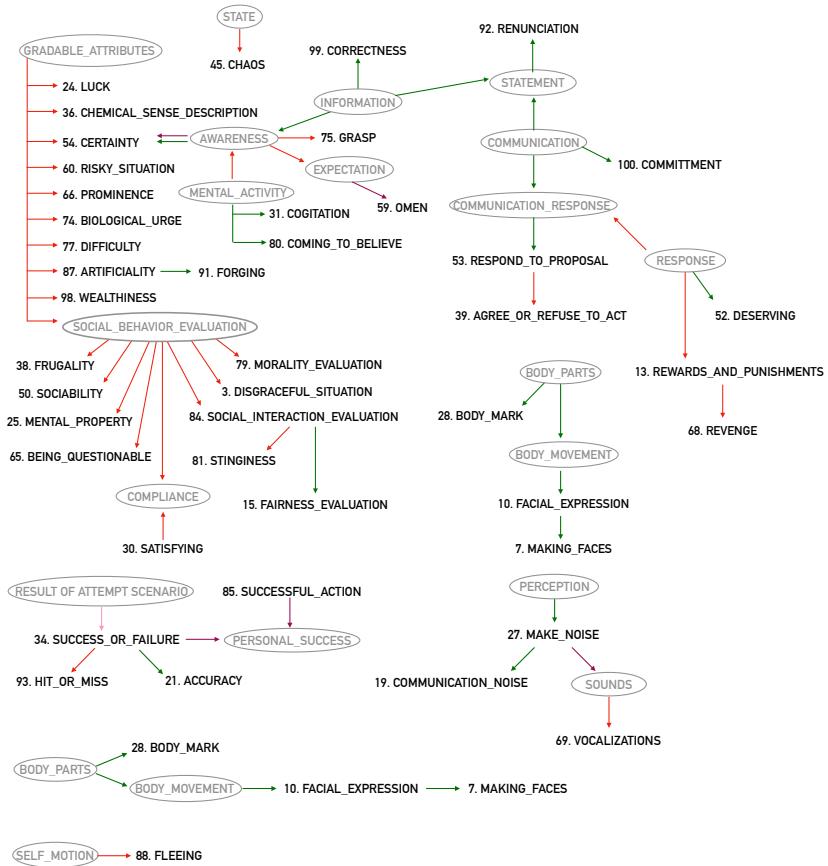 STATE
92. RENUNCIATION
GRADABLE_ATTRIBUTES
99. CORRECTNESS
45. CHAOS
24. LUCK
STATEMENT
INFORMATION
36. CHEMICAL_SENSE_DESCRIPTION
54. CERTAINTY
AWARENESS
75. GRASP
COMMUNICATION
100. COMMITTMENT
60. RISKY_SITUATION
EXPECTATION
66. PROMINENCE
MENTAL_ACTIVITY
59. OMEN
COMMUNICATION_RESPONSE
74. BIOLOGICAL_URGE
31. COGITATION
77. DIFFICULTY
80. COMING_TO_BELIEVE
53. RESPOND_TO_PROPOSAL
RESPONSE
87. ARTIFICIALITY
91. FORGING
98. WEALTHINESS
39. AGREE_OR_REFUSE_TO_ACT
52. DESERVING
SOCIAL_BEHAVIOR_EVALUATION
38. FRUGALITY
79. MORALITY_EVALUATION
BODY_PARTS
13. REWARDS_AND_PUNISHMENTS
50. SOCIABILITY
3. DISGRACEFUL_SITUATION
25. MENTAL_PROPERTY
84. SOCIAL_INTERACTION_EVALUATION
28. BODY_MARK
68. REVENGE
65. BEING_QUESTIONABLE
81. STINGINESS
BODY_MOVEMENT
COMPLIANCE
15. FAIRNESS_EVALUATION
10. FACIAL_EXPRESSION
30. SATISFYING
7. MAKING_FACES
RESULT OF ATTEMPT SCENARIO
85. SUCCESSFUL_ACTION
PERCEPTION
34. SUCCESS_OR_FAILURE
PERSONAL_SUCCESS
27. MAKE_NOISE
93. HIT_OR_MISS
21. ACCURACY
19. COMMUNICATION_NOISE
SOUNDS
69. VOCALIZATIONS
28. BODY_MARK
BODY_PARTS
BODY_MOVEMENT
10. FACIAL_EXPRESSION
7. MAKING_FACES
SELF_MOTION
88. FLEEING